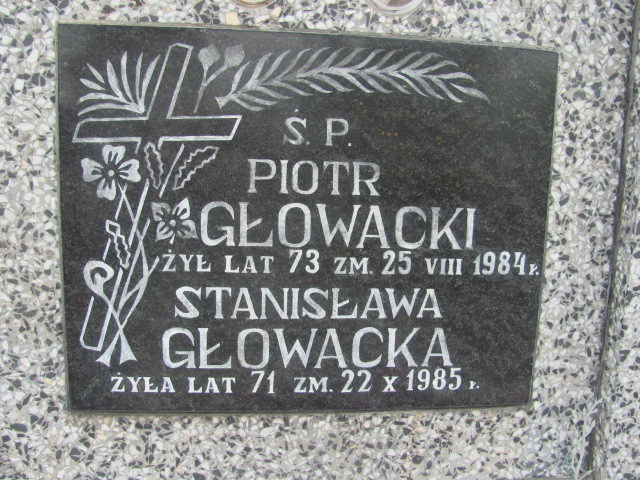 Ś. P.
PIOTR
GŁOWACKI
ŻYŁ LAT 73 ZM. 25 VIII 1984 r.
STANISŁAWA
GŁOWACKA
ŻYŁA LAT 71 ZM. 22 X 1985 r.